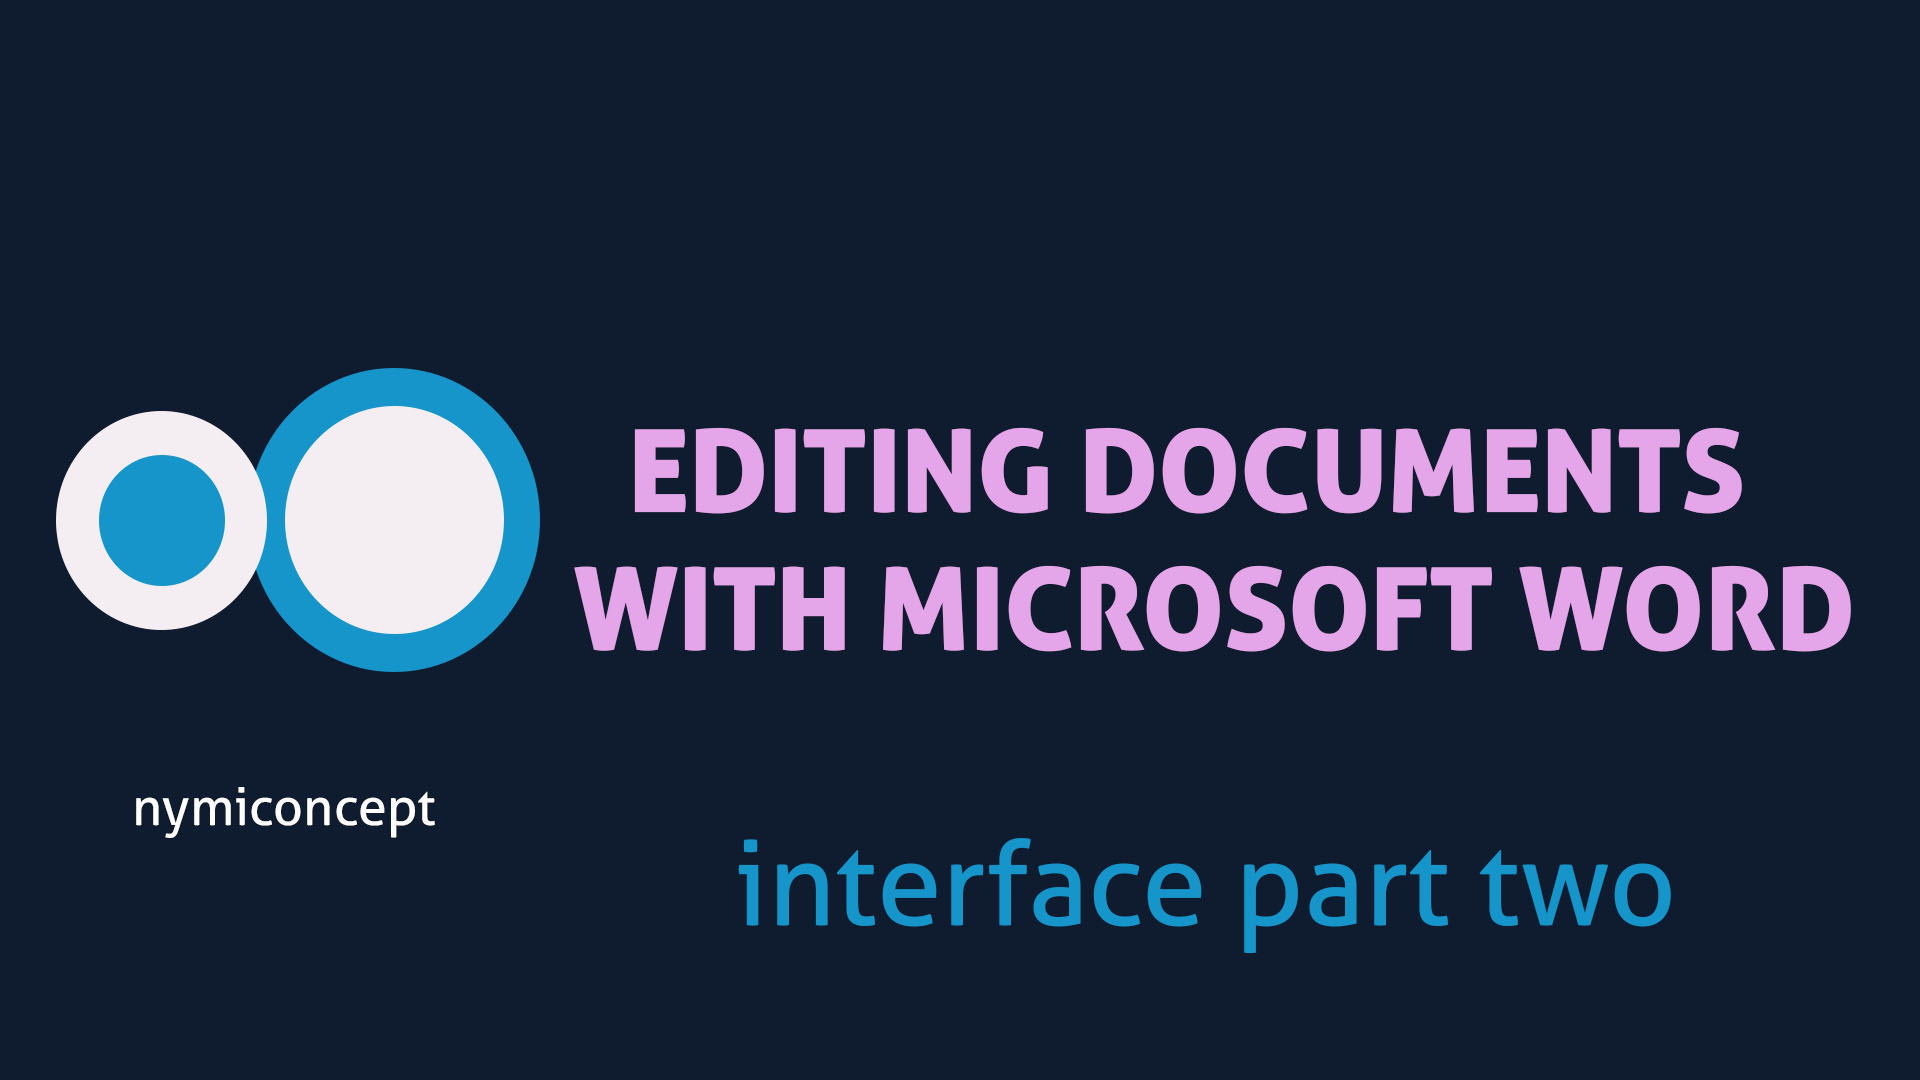 EDITING DOCUMENTS
WITH MICROSOFT WORD
nymiconcept
interface part two